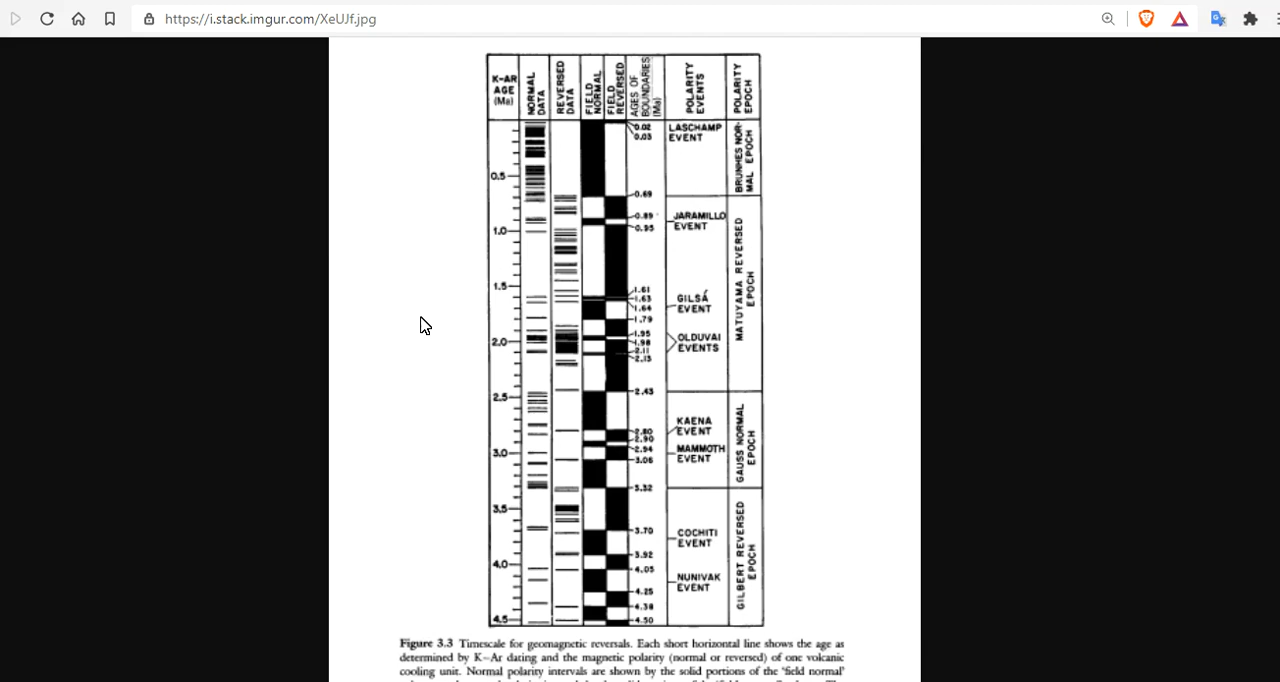 https://i.stack.imgur.com/XeUJf.jpg
K-AR
AGE
(Ma)
NORMAL
DATA
REVERSED
DATA
FIELD
NORMAL
FIELD
REVERSED
AGES OF
BOUNDARIES
(Ma)
POLARITY
EVENTS
POLARITY
EPOCH
0.5
1.0
1.5
2.0
2.5
3.0
3.5
4.0
4.5
0.02
0.03
0.69
0.89
0.95
1.61
1.63
1.64
1.79
1.95
1.98
2.11
2.13
2.43
2.80
2.90
2.94
3.06
3.32
3.70
3.92
4.05
4.25
4.38
4.50
LASCHAMP
EVENT
JARAMILLO
EVENT
GILSÁ
EVENT
OLDUVAI
EVENTS
KAENA
EVENT
MAMMOTH
EVENT
COCHITI
EVENT
NUNIVAK
EVENT
BRUNHES NOR-
MAL EPOCH
MATUYAMA REVERSED
EPOCH
GAUSS NORMAL
EPOCH
GILBERT REVERSED
EPOCH
Figure 3.3 Timescale for geomagnetic reversals. Each short horizontal line shows the age as
determined by K–Ar dating and the magnetic polarity (normal or reversed) of one volcanic
cooling unit. Normal polarity intervals are shown by the solid portions of the 'field normal'